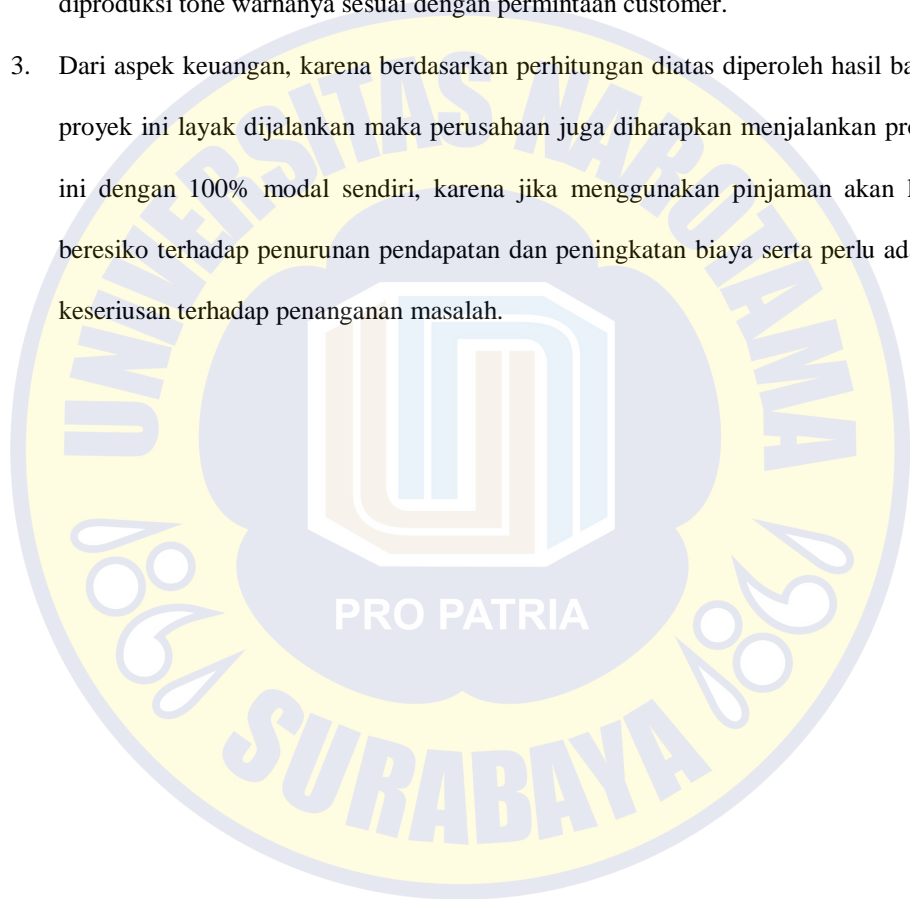 diproduksi tone warnanya sesuai dengan permintaan customer.
3. Dari aspek keuangan, karena berdasarkan perhitungan diatas diperoleh hasil ba
proyek ini layak dijalankan maka perusahaan juga diharapkan menjalankan pro
ini dengan 100% modal sendiri, karena jika menggunakan pinjaman akan l
beresiko terhadap penurunan pendapatan dan peningkatan biaya serta perlu ad
keseriusan terhadap penanganan masalah.
UNIVERSITAS NAROTAMA
PRO PATRIA
SURABAYA